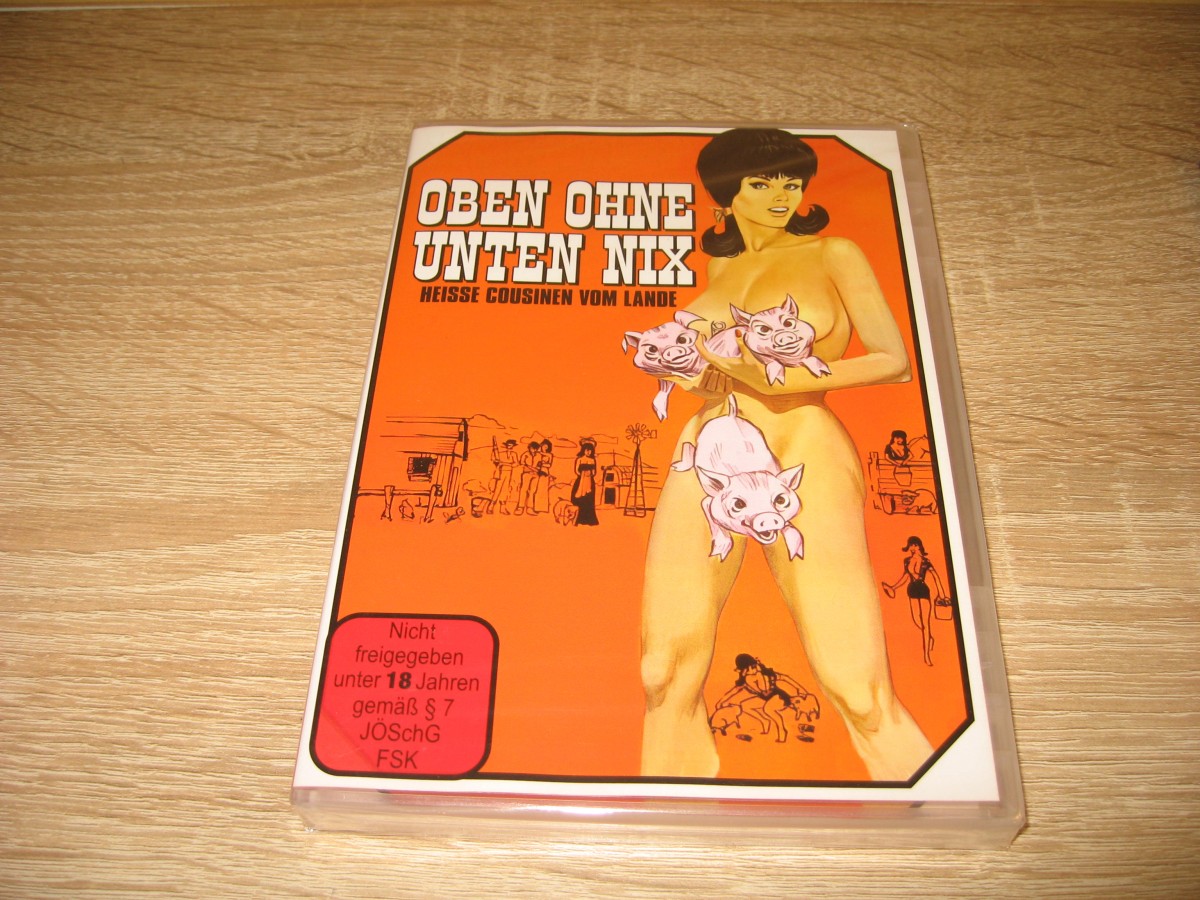 OBEN OHNE
UNTEN NIX
HEISSE COUSINEN VOM LANDE
Nicht
freigegeben
unter 18 Jahren
gemäß § 7
JÖSchG
FSK